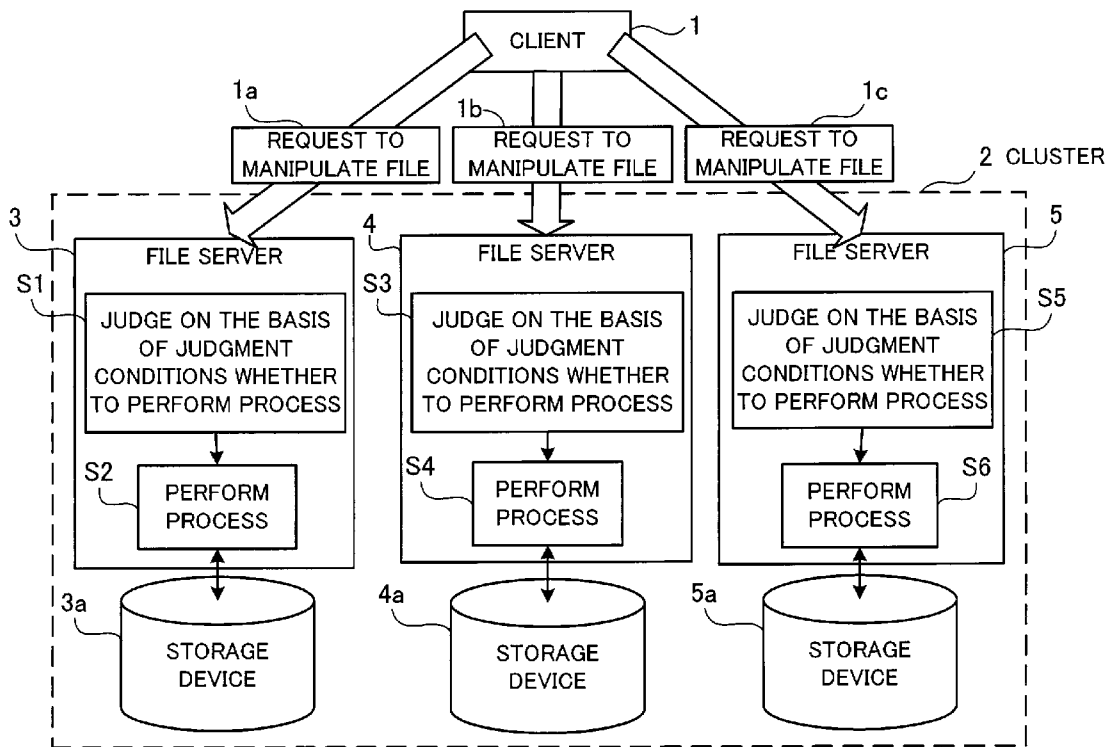 CLIENT
1
1a
1b
1c
REQUEST TO
MANIPULATE FILE
REQUEST TO
MANIPULATE FILE
REQUEST TO
MANIPULATE FILE
2 CLUSTER
3
FILE SERVER
S1
JUDGE ON THE BASIS
OF JUDGMENT
CONDITIONS WHETHER
TO PERFORM PROCESS
S2
PERFORM
PROCESS
3a
STORAGE
DEVICE
4
FILE SERVER
S3
JUDGE ON THE BASIS
OF JUDGMENT
CONDITIONS WHETHER
TO PERFORM PROCESS
S4
PERFORM
PROCESS
4a
STORAGE
DEVICE
5
FILE SERVER
S5
JUDGE ON THE BASIS
OF JUDGMENT
CONDITIONS WHETHER
TO PERFORM PROCESS
S6
PERFORM
PROCESS
5a
STORAGE
DEVICE